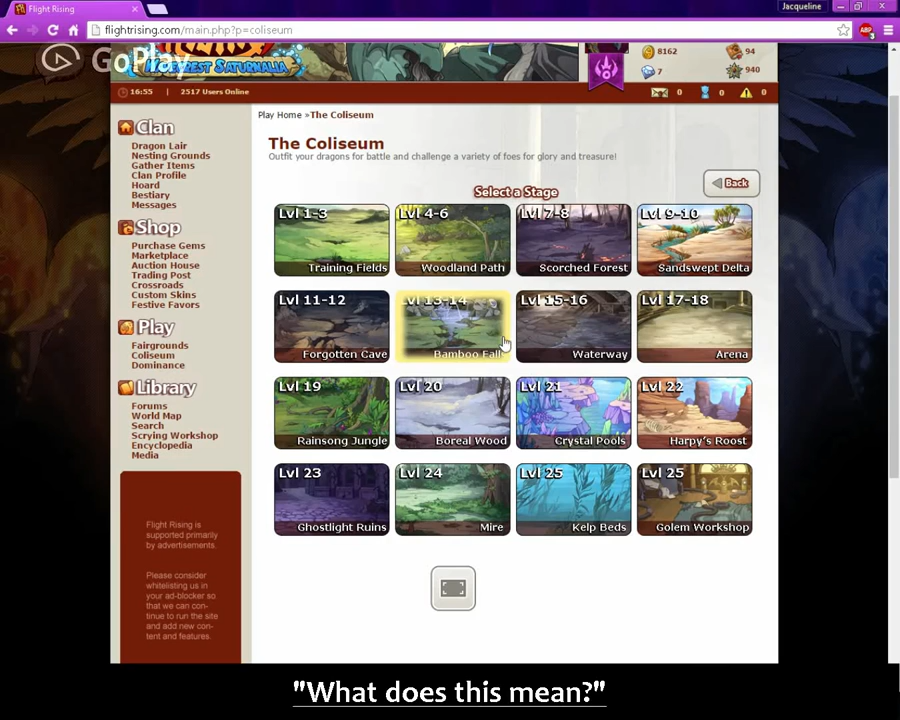 Flight Rising
Jacqueline
flightrising.com/main.php?p=coliseum
GoPlay
8162
94
7
940
16:55 | 2517 Users Online
0
0
0
Clan
Dragon Lair
Nesting Grounds
Gather Items
Clan Profile
Hoard
Bestiary
Messages
Shop
Purchase Gems
Marketplace
Auction House
Trading Post
Crossroads
Custom Skins
Festive Favors
Play
Fairgrounds
Coliseum
Dominance
Library
Forums
World Map
Search
Scrying Workshop
Encyclopedia
Media
Flight Rising is
supported primarily
by advertisements.
Please consider
whitelisting us in
your ad-blocker so
that we can con-
tinue to run the site
and add new con-
tent and features.
Play Home »The Coliseum
The Coliseum
Outfit your dragons for battle and challenge a variety of foes for glory and treasure!
Select a Stage
Back
Lvl 1-3
Training Fields
Lvl 4-6
Woodland Path
Lvl 7-8
Scorched Forest
Lvl 9-10
Sandswept Delta
Lvl 11-12
Forgotten Cave
Lvl 13-14
Bamboo Fall
Lvl 15-16
Waterway
Lvl 17-18
Arena
Lvl 19
Rainsong Jungle
Lvl 20
Boreal Wood
Lvl 21
Crystal Pools
Lvl 22
Harpy's Roost
Lvl 23
Ghostlight Ruins
Lvl 24
Mire
Lvl 25
Kelp Beds
Lvl 25
Golem Workshop
"What does this mean?"